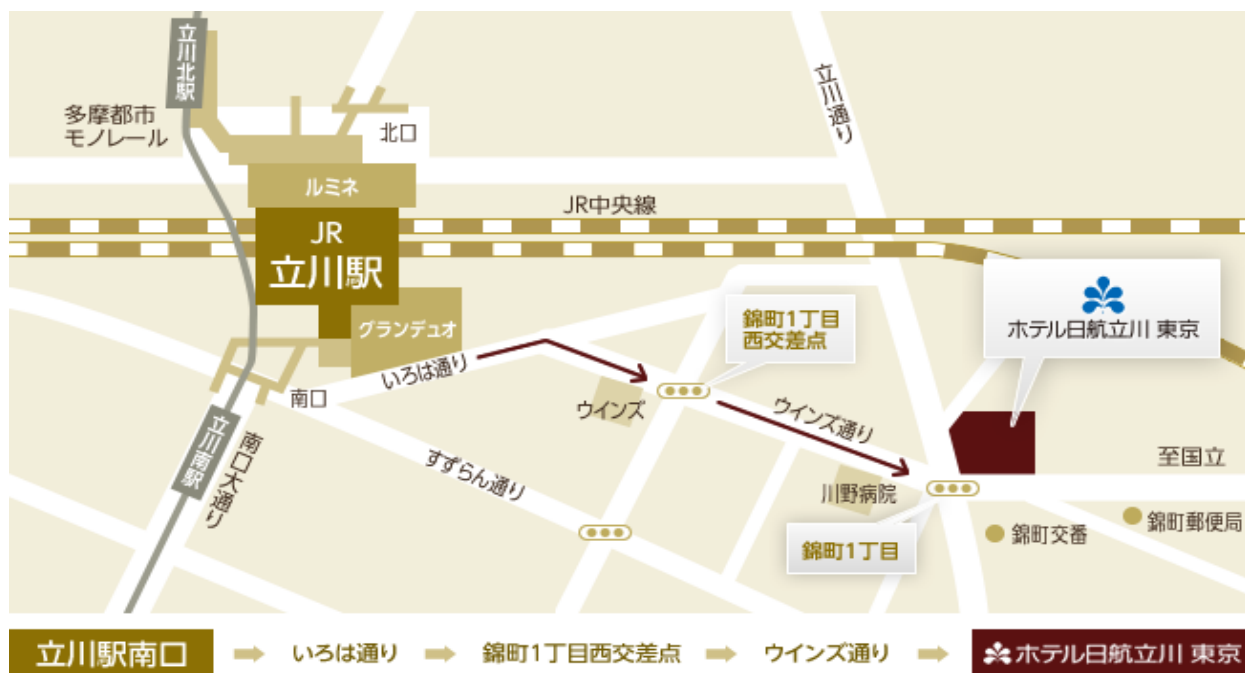 立川北駅
多摩都市
モノレール
北口
立川通り
ルミネ
JR中央線
JR
立川駅
グランデュオ
錦町1丁目
西交差点
ホテル日航立川 東京
いろは通り
南口
ウインズ
ウインズ通り
立川南駅
南口大通り
すずらん通り
川野病院
至国立
錦町1丁目
錦町交番
錦町郵便局
立川駅南口 いろは通り 錦町1丁目西交差点 ウインズ通り ホテル日航立川 東京